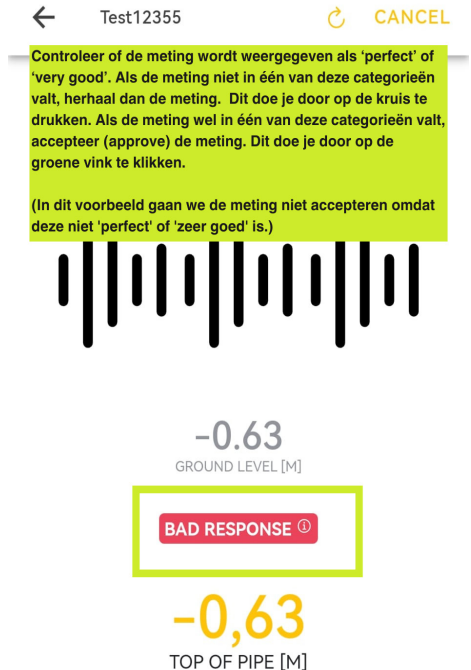 Test12355
CANCEL
Controleer of de meting wordt weergegeven als ‘perfect’ of
‘very good’. Als de meting niet in één van deze categorieën
valt, herhaal dan de meting.  Dit doe je door op de kruis te
drukken. Als de meting wel in één van deze categorieën valt,
accepteer (approve) de meting. Dit doe je door op de
groene vink te klikken.
(In dit voorbeeld gaan we de meting niet accepteren omdat
deze niet 'perfect' of 'zeer goed' is.)
-0.63
GROUND LEVEL [M]
BAD RESPONSE
-0,63
TOP OF PIPE [M]